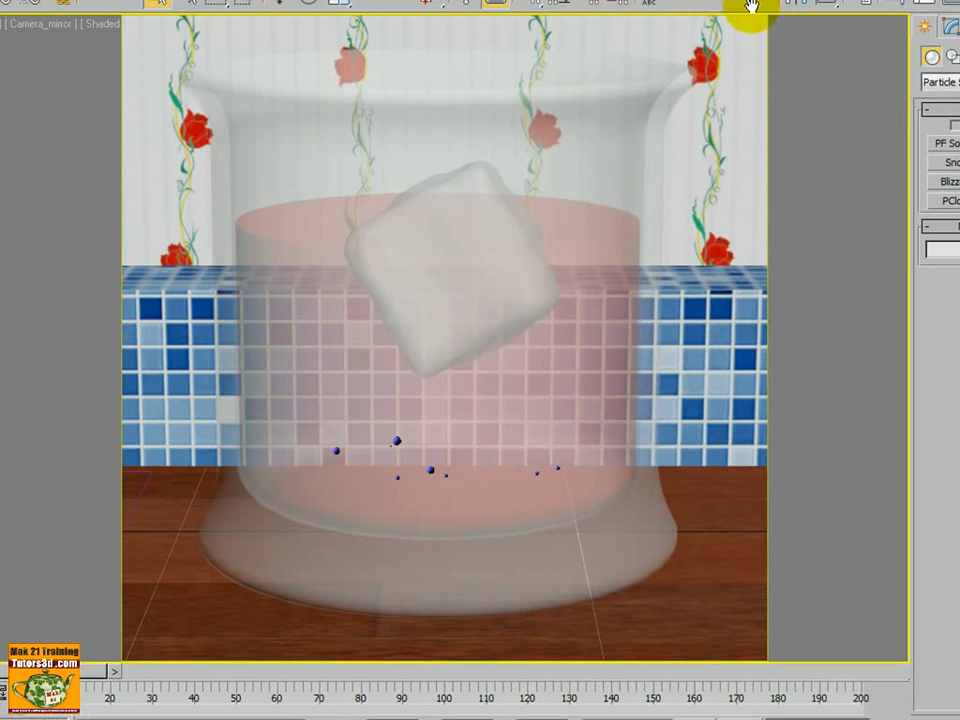 ] [ Camera_mirror ] [ Shaded
ABC
Particle S
PF So
Sno
Blizz
PClo
Mak 21 Training
Tutors3d.com
>
20 30 40 50 60 70 80 90 100 110 120 130 140 150 160 170 180 190 200